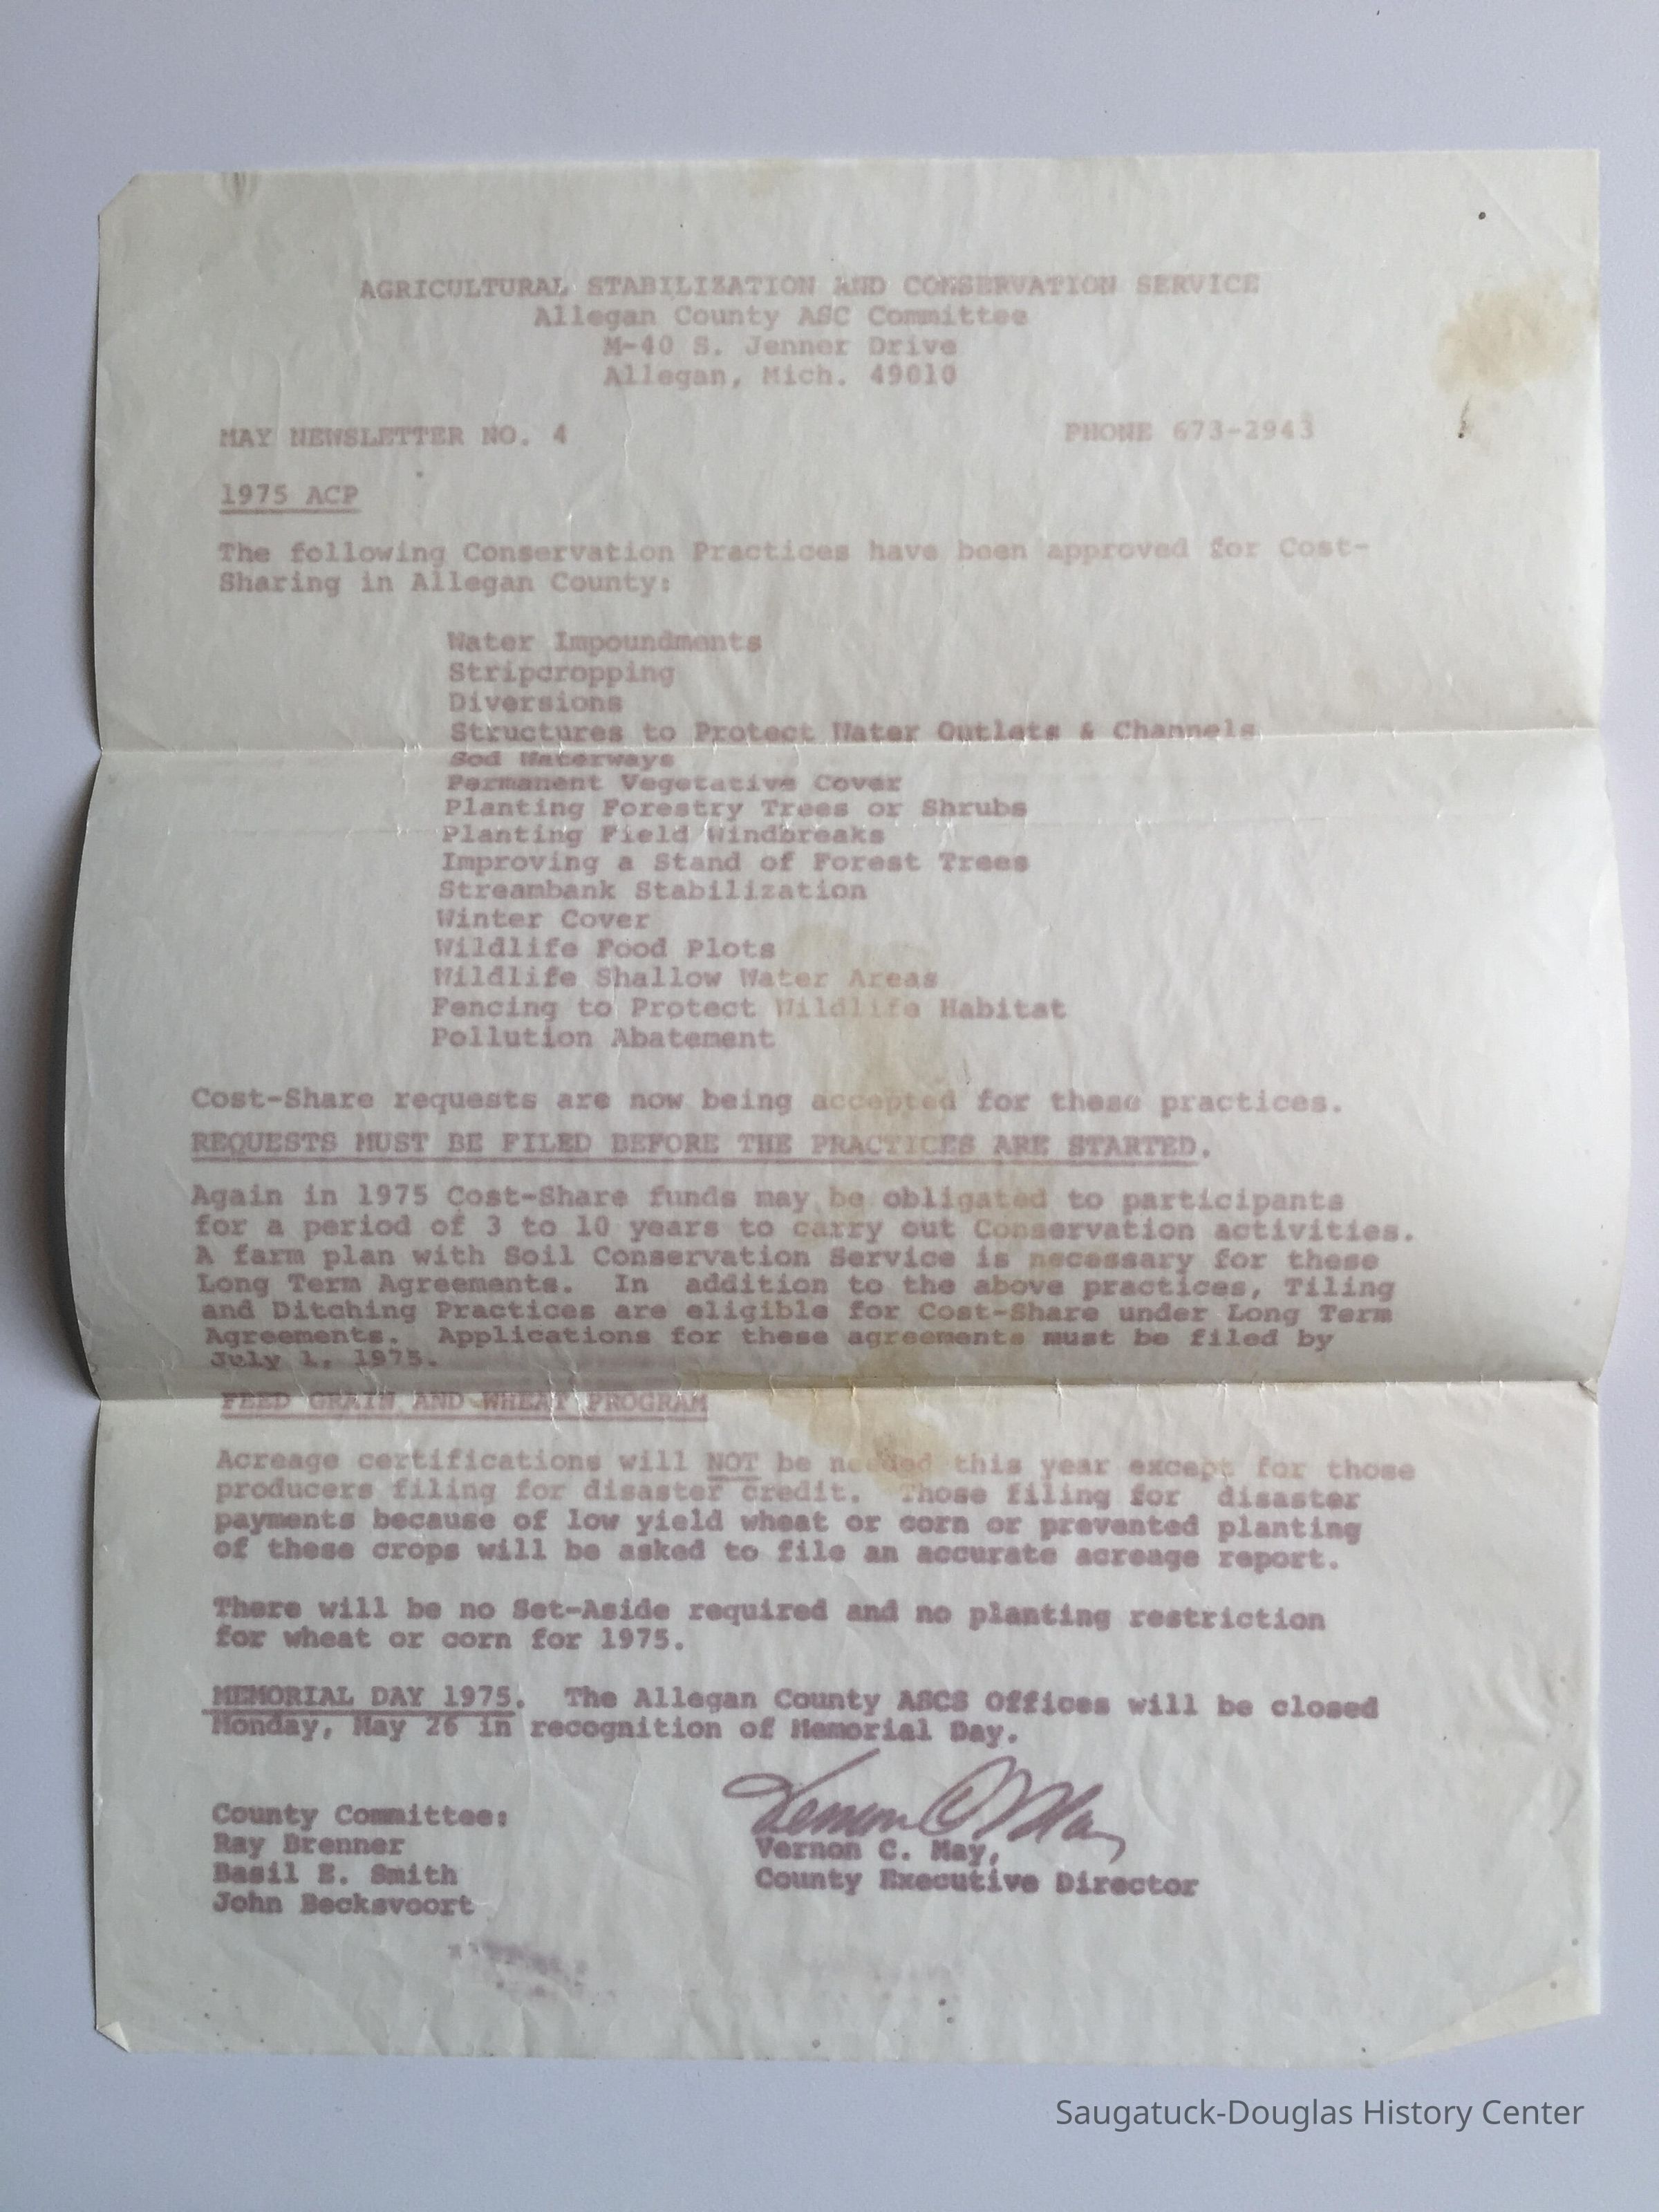 AGRICULTURAL STABILIZATION AND CONSERVATION SERVICE
Allegan County ASC Committee
M-40 S. Jenner Drive
Allegan, Mich. 49010
MAY NEWSLETTER NO. 4 PHONE 673-2943
1975 ACP
The following Conservation Practices have been approved for Cost-
Sharing in Allegan County:
Water Impoundments
Stripcropping
Diversions
Structures to Protect Water Outlets & Channels
Sod Waterways
Permanent Vegetative Cover
Planting Forestry Trees or Shrubs
Planting Field Windbreaks
Improving a Stand of Forest Trees
Streambank Stabilization
Winter Cover
Wildlife Food Plots
Wildlife Shallow Water Areas
Fencing to Protect Wildlife Habitat
Pollution Abatement
Cost-Share requests are now being accepted for these practices.
REQUESTS MUST BE FILED BEFORE THE PRACTICES ARE STARTED.
Again in 1975 Cost-Share funds may be obligated to participants
for a period of 3 to 10 years to carry out Conservation activities.
A farm plan with Soil Conservation Service is necessary for these
Long Term Agreements. In addition to the above practices, Tiling
and Ditching Practices are eligible for Cost-Share under Long Term
Agreements. Applications for these agreements must be filed by
July 1, 1975.
FEED GRAIN AND WHEAT PROGRAM
Acreage certifications will NOT be needed this year except for those
producers filing for disaster credit. Those filing for disaster
payments because of low yield wheat or corn or prevented planting
of these crops will be asked to file an accurate acreage report.
There will be no Set-Aside required and no planting restriction
for wheat or corn for 1975.
MEMORIAL DAY 1975. The Allegan County ASCS Offices will be closed
Monday, May 26 in recognition of Memorial Day.
Vernon C May
County Committee:
Ray Brenner Vernon C. May,
Basil E. Smith County Executive Director
John Becksvoort
Saugatuck-Douglas History Center